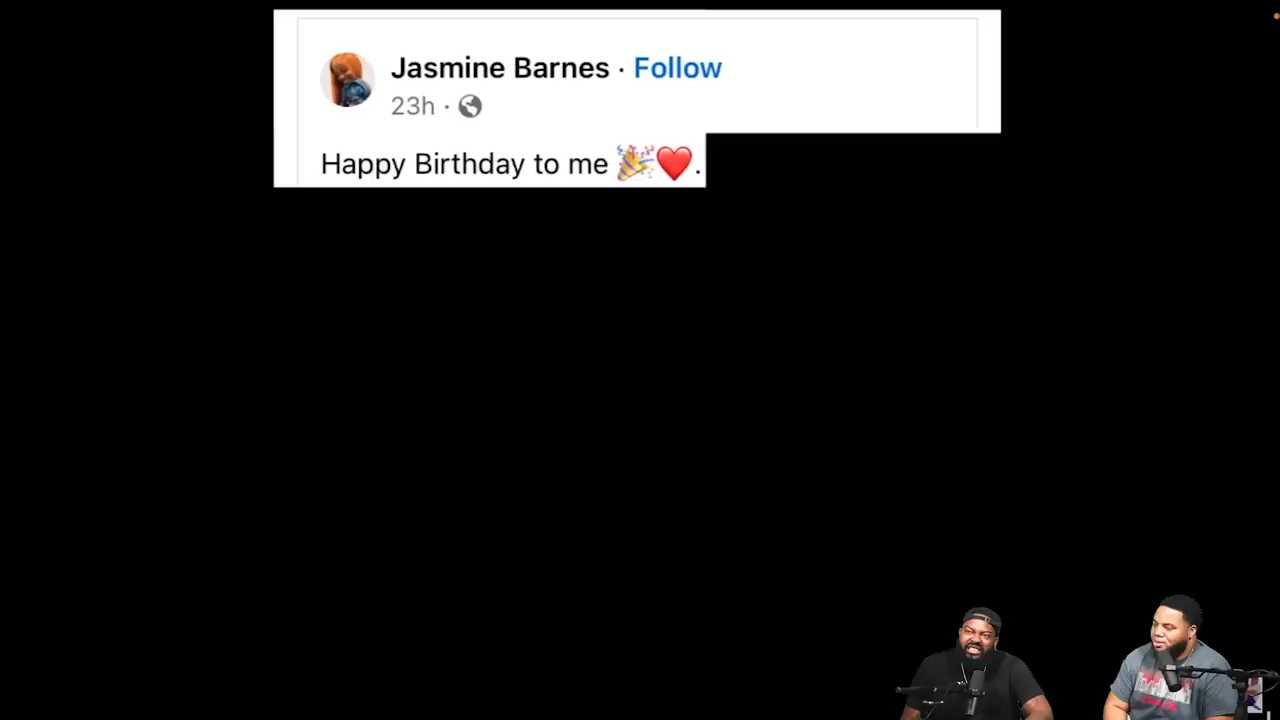 Jasmine Barnes · Follow
23h ·
Happy Birthday to me 🎉❤️.